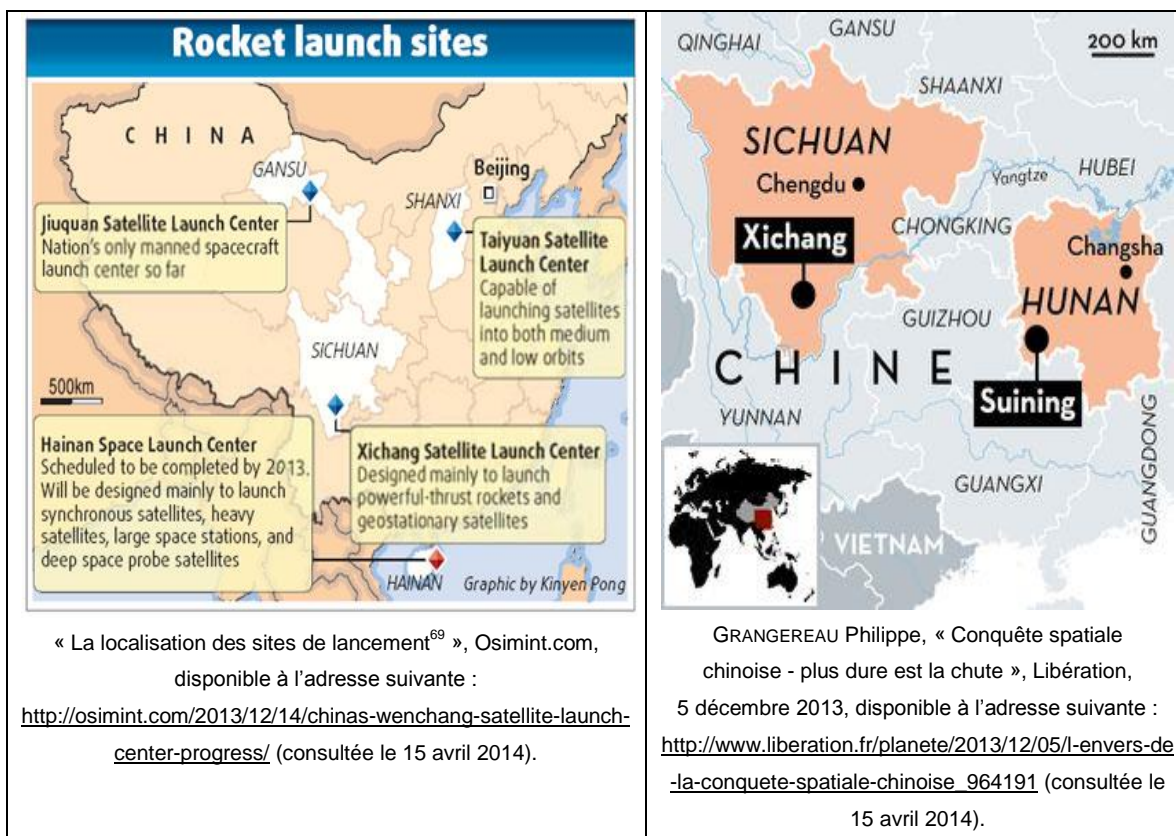 Rocket launch sites
CHINA
GANSU
Beijing
SHANXI
Jiuquan Satellite Launch Center
Nation's only manned spacecraft
launch center so far
Taiyuan Satellite
Launch Center
Capable of
launching satellites
into both medium
and low orbits
SICHUAN
500km
Hainan Space Launch Center
Scheduled to be completed by 2013.
Will be designed mainly to launch
synchronous satellites, heavy
satellites, large space stations, and
deep space probe satellites
Xichang Satellite Launch Center
Designed mainly to launch
powerful-thrust rockets and
geostationary satellites
HAINAN
Graphic by Kinyen Pong
« La localisation des sites de lancement69 », Osimint.com,
disponible à l'adresse suivante :
http://osimint.com/2013/12/14/chinas-wenchang-satellite-launch-
center-progress/ (consultée le 15 avril 2014).
QINGHAI
GANSU
200 km
SHAANXI
SICHUAN
Chengdu
Yangtze
HUBEI
Xichang
CHONGKING
Changsha
HUNAN
GUIZHOU
CHINE
Suining
YUNNAN
GUANGXI
GUANGDONG
VIETNAM
GRANGEREAU Philippe, « Conquête spatiale
chinoise - plus dure est la chute », Libération,
5 décembre 2013, disponible à l'adresse suivante :
http://www.liberation.fr/planete/2013/12/05/l-envers-de
-la-conquete-spatiale-chinoise_964191 (consultée le
15 avril 2014).